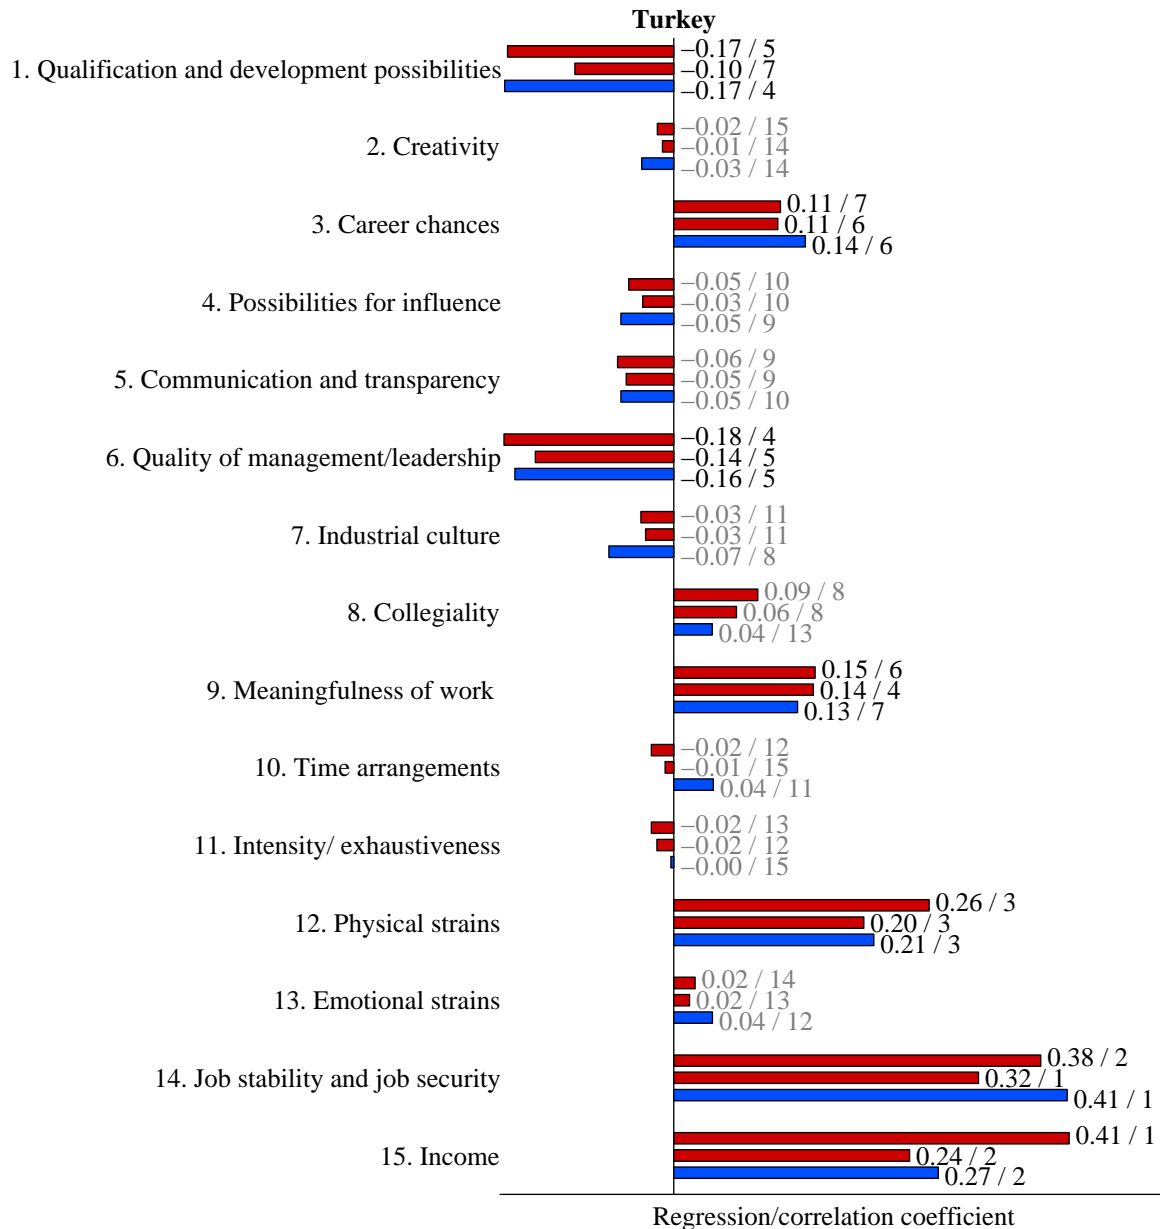 Turkey
1. Qualification and development possibilities
–0.17 / 5
–0.10 / 7
–0.17 / 4
2. Creativity
–0.02 / 15
–0.01 / 14
–0.03 / 14
3. Career chances
0.11 / 7
0.11 / 6
0.14 / 6
4. Possibilities for influence
–0.05 / 10
–0.03 / 10
–0.05 / 9
5. Communication and transparency
–0.06 / 9
–0.05 / 9
–0.05 / 10
6. Quality of management/leadership
–0.18 / 4
–0.14 / 5
–0.16 / 5
7. Industrial culture
–0.03 / 11
–0.03 / 11
–0.07 / 8
8. Collegiality
0.09 / 8
0.06 / 8
0.04 / 13
9. Meaningfulness of work
0.15 / 6
0.14 / 4
0.13 / 7
10. Time arrangements
–0.02 / 12
–0.01 / 15
0.04 / 11
11. Intensity/ exhaustiveness
–0.02 / 13
–0.02 / 12
–0.00 / 15
12. Physical strains
0.26 / 3
0.20 / 3
0.21 / 3
13. Emotional strains
0.02 / 14
0.02 / 13
0.04 / 12
14. Job stability and job security
0.38 / 2
0.32 / 1
0.41 / 1
15. Income
0.41 / 1
0.24 / 2
0.27 / 2
Regression/correlation coefficient